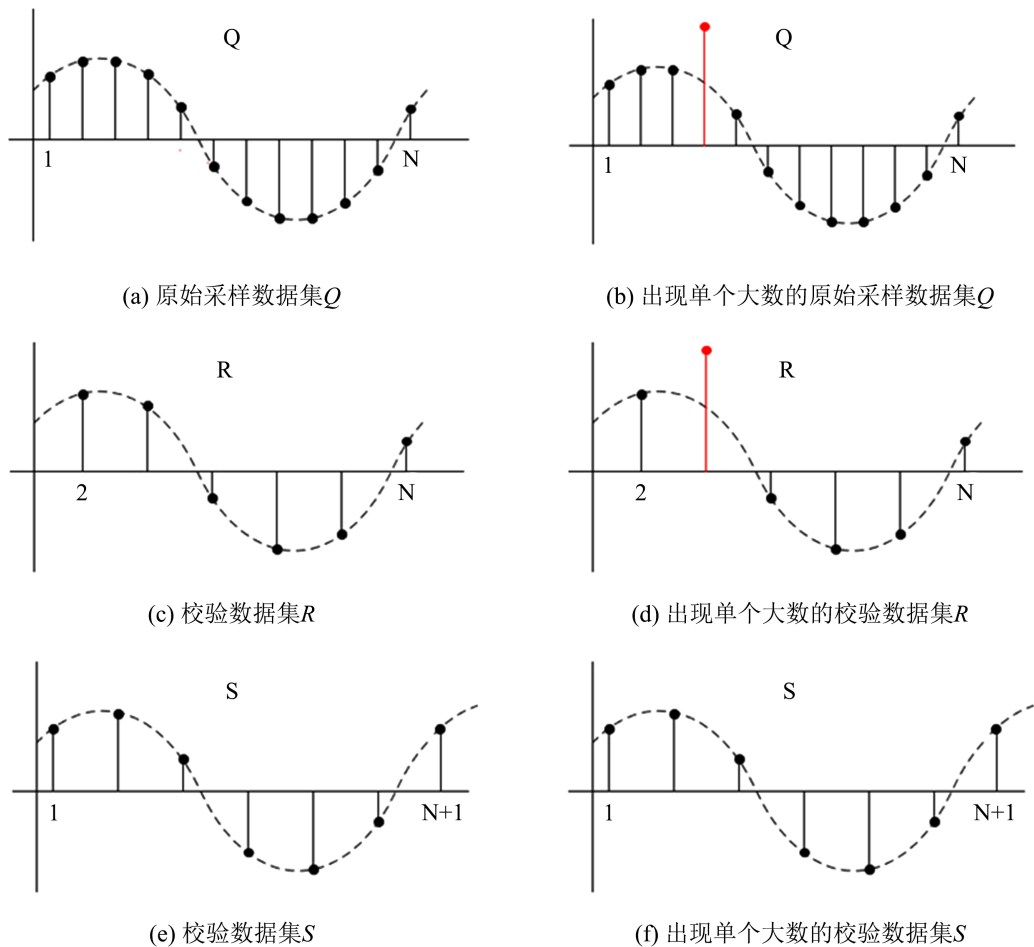 Q
1
N
(a) 原始采样数据集Q
Q
1
N
(b) 出现单个大数的原始采样数据集Q
R
2
N
(c) 校验数据集R
R
2
N
(d) 出现单个大数的校验数据集R
S
1
N+1
(e) 校验数据集S
S
1
N+1
(f) 出现单个大数的校验数据集S